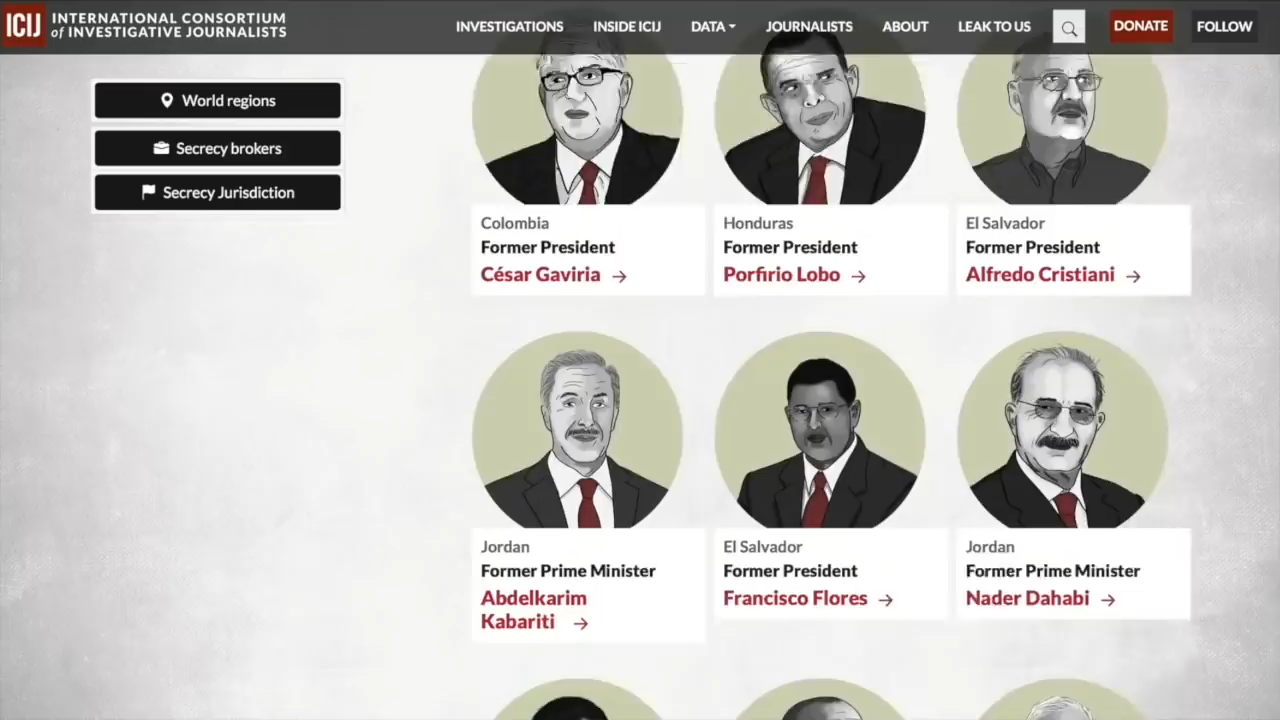 ICIJ
INTERNATIONAL CONSORTIUM
of INVESTIGATIVE JOURNALISTS
INVESTIGATIONS
INSIDE ICIJ
DATA
JOURNALISTS
ABOUT
LEAK TO US
DONATE
FOLLOW
World regions
Secrecy brokers
Secrecy Jurisdiction
Colombia
Former President
César Gaviria →
Honduras
Former President
Porfirio Lobo →
El Salvador
Former President
Alfredo Cristiani →
Jordan
Former Prime Minister
Abdelkarim
Kabariti →
El Salvador
Former President
Francisco Flores →
Jordan
Former Prime Minister
Nader Dahabi →